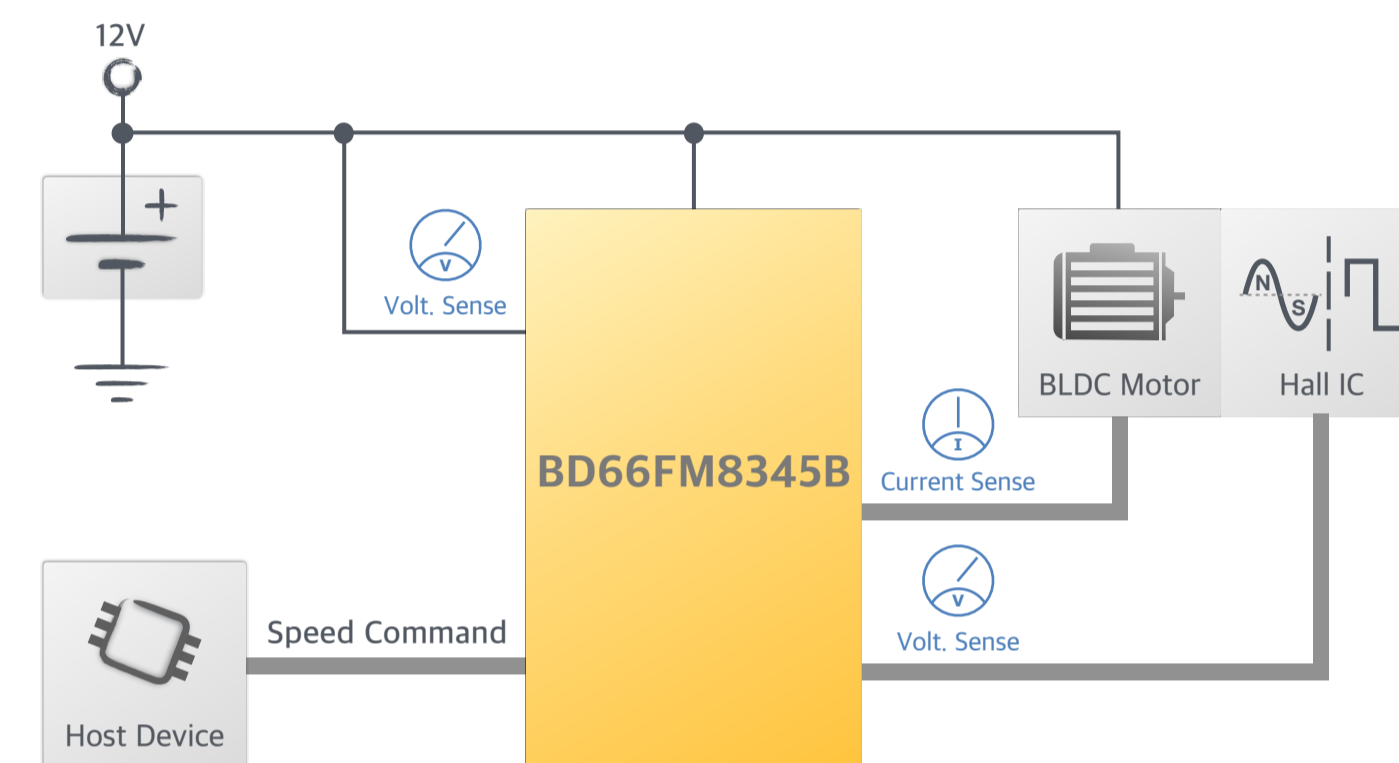 12V
+
V
Volt. Sense
BD66FM8345B
N
S
BLDC Motor
Hall IC
I
Current Sense
V
Volt. Sense
Speed Command
Host Device